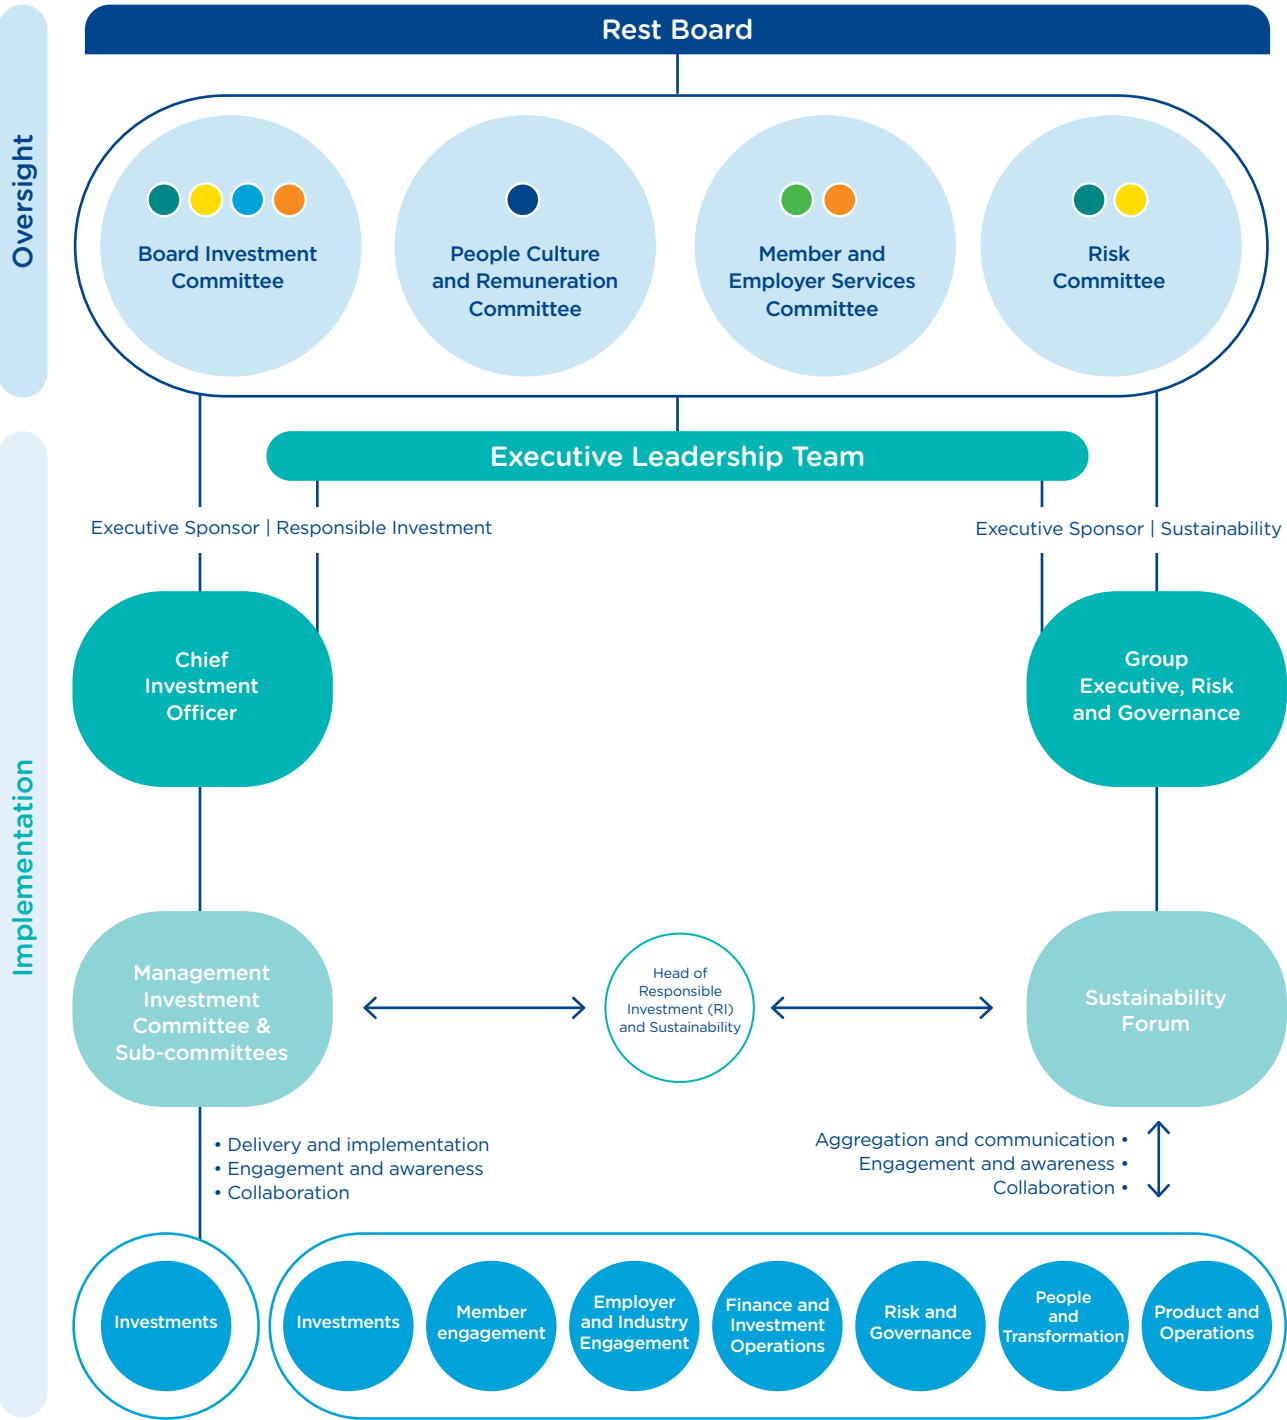 Rest Board
Oversight
Board Investment
Committee
People Culture
and Remuneration
Committee
Member and
Employer Services
Committee
Risk
Committee
Executive Leadership Team
Implementation
Executive Sponsor | Responsible Investment
Executive Sponsor | Sustainability
Chief
Investment
Officer
Group
Executive, Risk
and Governance
Management
Investment
Committee &
Sub-committees
Head of
Responsible
Investment (RI)
and Sustainability
Sustainability
Forum
• Delivery and implementation
• Engagement and awareness
• Collaboration
Aggregation and communication •
Engagement and awareness •
Collaboration •
Investments
Investments
Member
engagement
Employer
and Industry
Engagement
Finance and
Investment
Operations
Risk and
Governance
People
and
Transformation
Product and
Operations